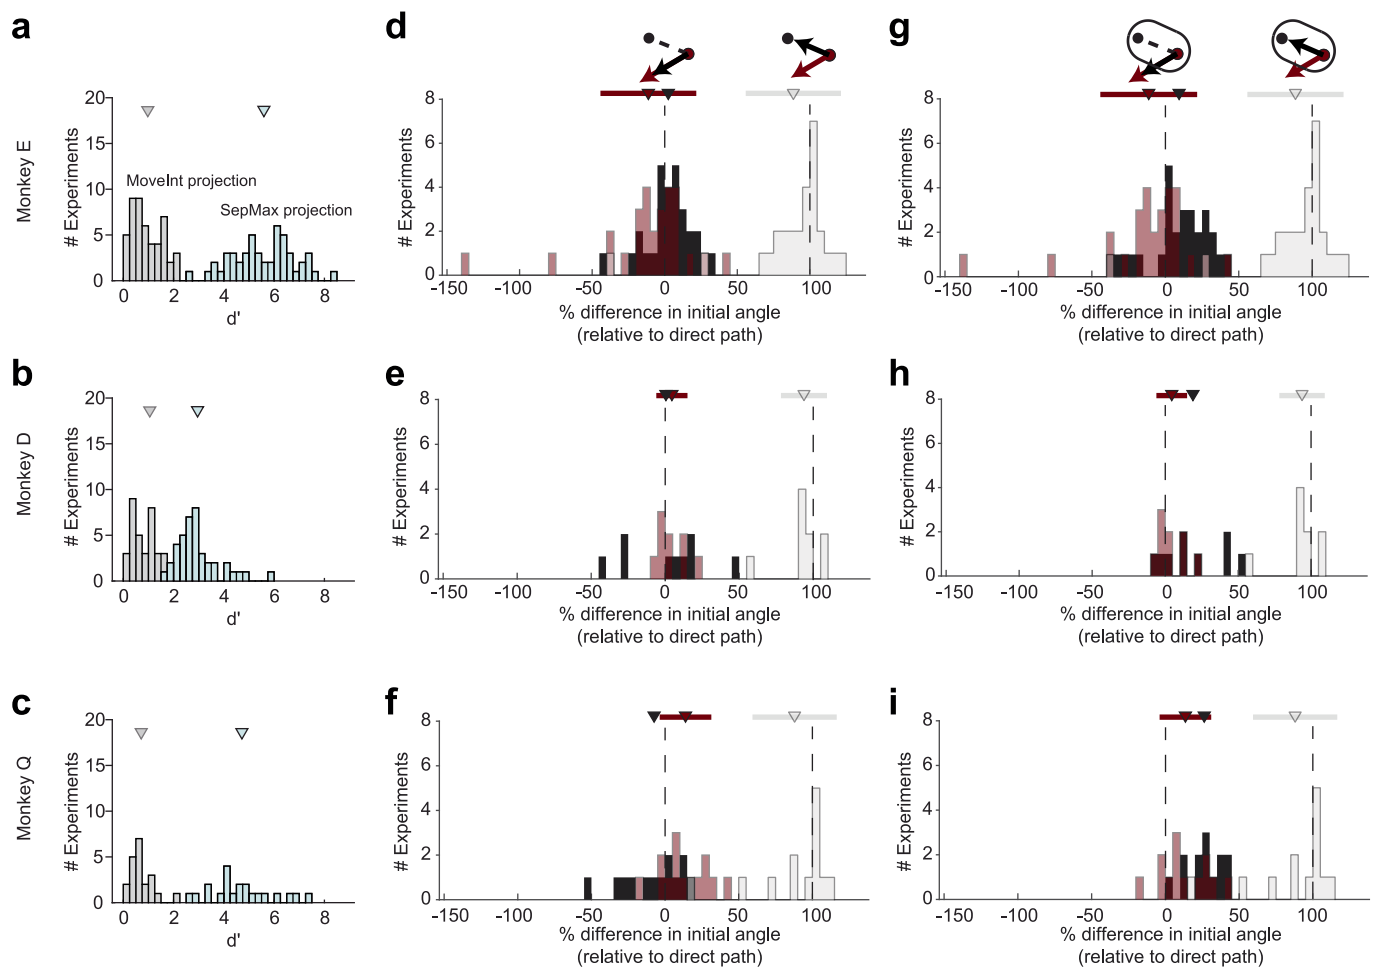 a
Monkey E
# Experiments
20
15
10
5
0
MoveInt projection
SepMax projection
0 2 4 6 8
d'
d
# Experiments
8
6
4
2
0
-150 -100 -50 0 50 100
% difference in initial angle
(relative to direct path)
g
# Experiments
8
6
4
2
0
-150 -100 -50 0 50 100
% difference in initial angle
(relative to direct path)
b
Monkey D
# Experiments
20
15
10
5
0
0 2 4 6 8
d'
e
# Experiments
8
6
4
2
0
-150 -100 -50 0 50 100
% difference in initial angle
(relative to direct path)
h
# Experiments
8
6
4
2
0
-150 -100 -50 0 50 100
% difference in initial angle
(relative to direct path)
c
Monkey Q
# Experiments
20
15
10
5
0
0 2 4 6 8
d'
f
# Experiments
8
6
4
2
0
-150 -100 -50 0 50 100
% difference in initial angle
(relative to direct path)
i
# Experiments
8
6
4
2
0
-150 -100 -50 0 50 100
% difference in initial angle
(relative to direct path)